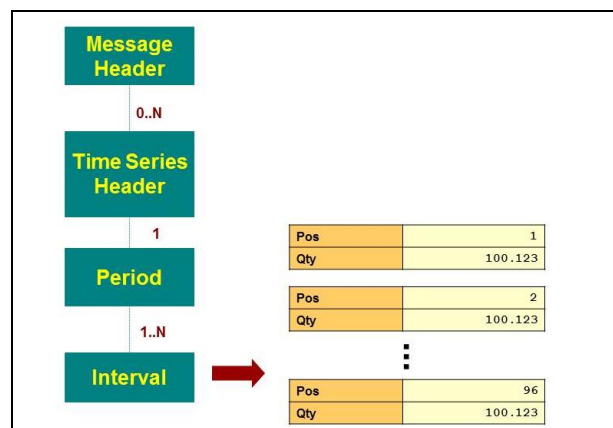 Message
Header
0..N
Time Series
Header
1
Period
1..N
Interval
Pos 1
Qty 100.123
Pos 2
Qty 100.123
Pos 96
Qty 100.123